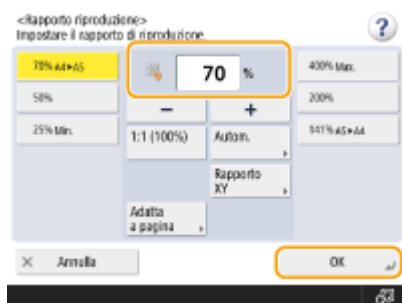 <Rapporto riproduzione>
Impostare il rapporto di riproduzione.
?
70% A4►A5
70 %
400% Max.
50%
− +
200%
25% Min.
1:1 (100%)
Autom.
141% A5►A4
Rapporto
XY
Adatta
a pagina
× Annulla
OK